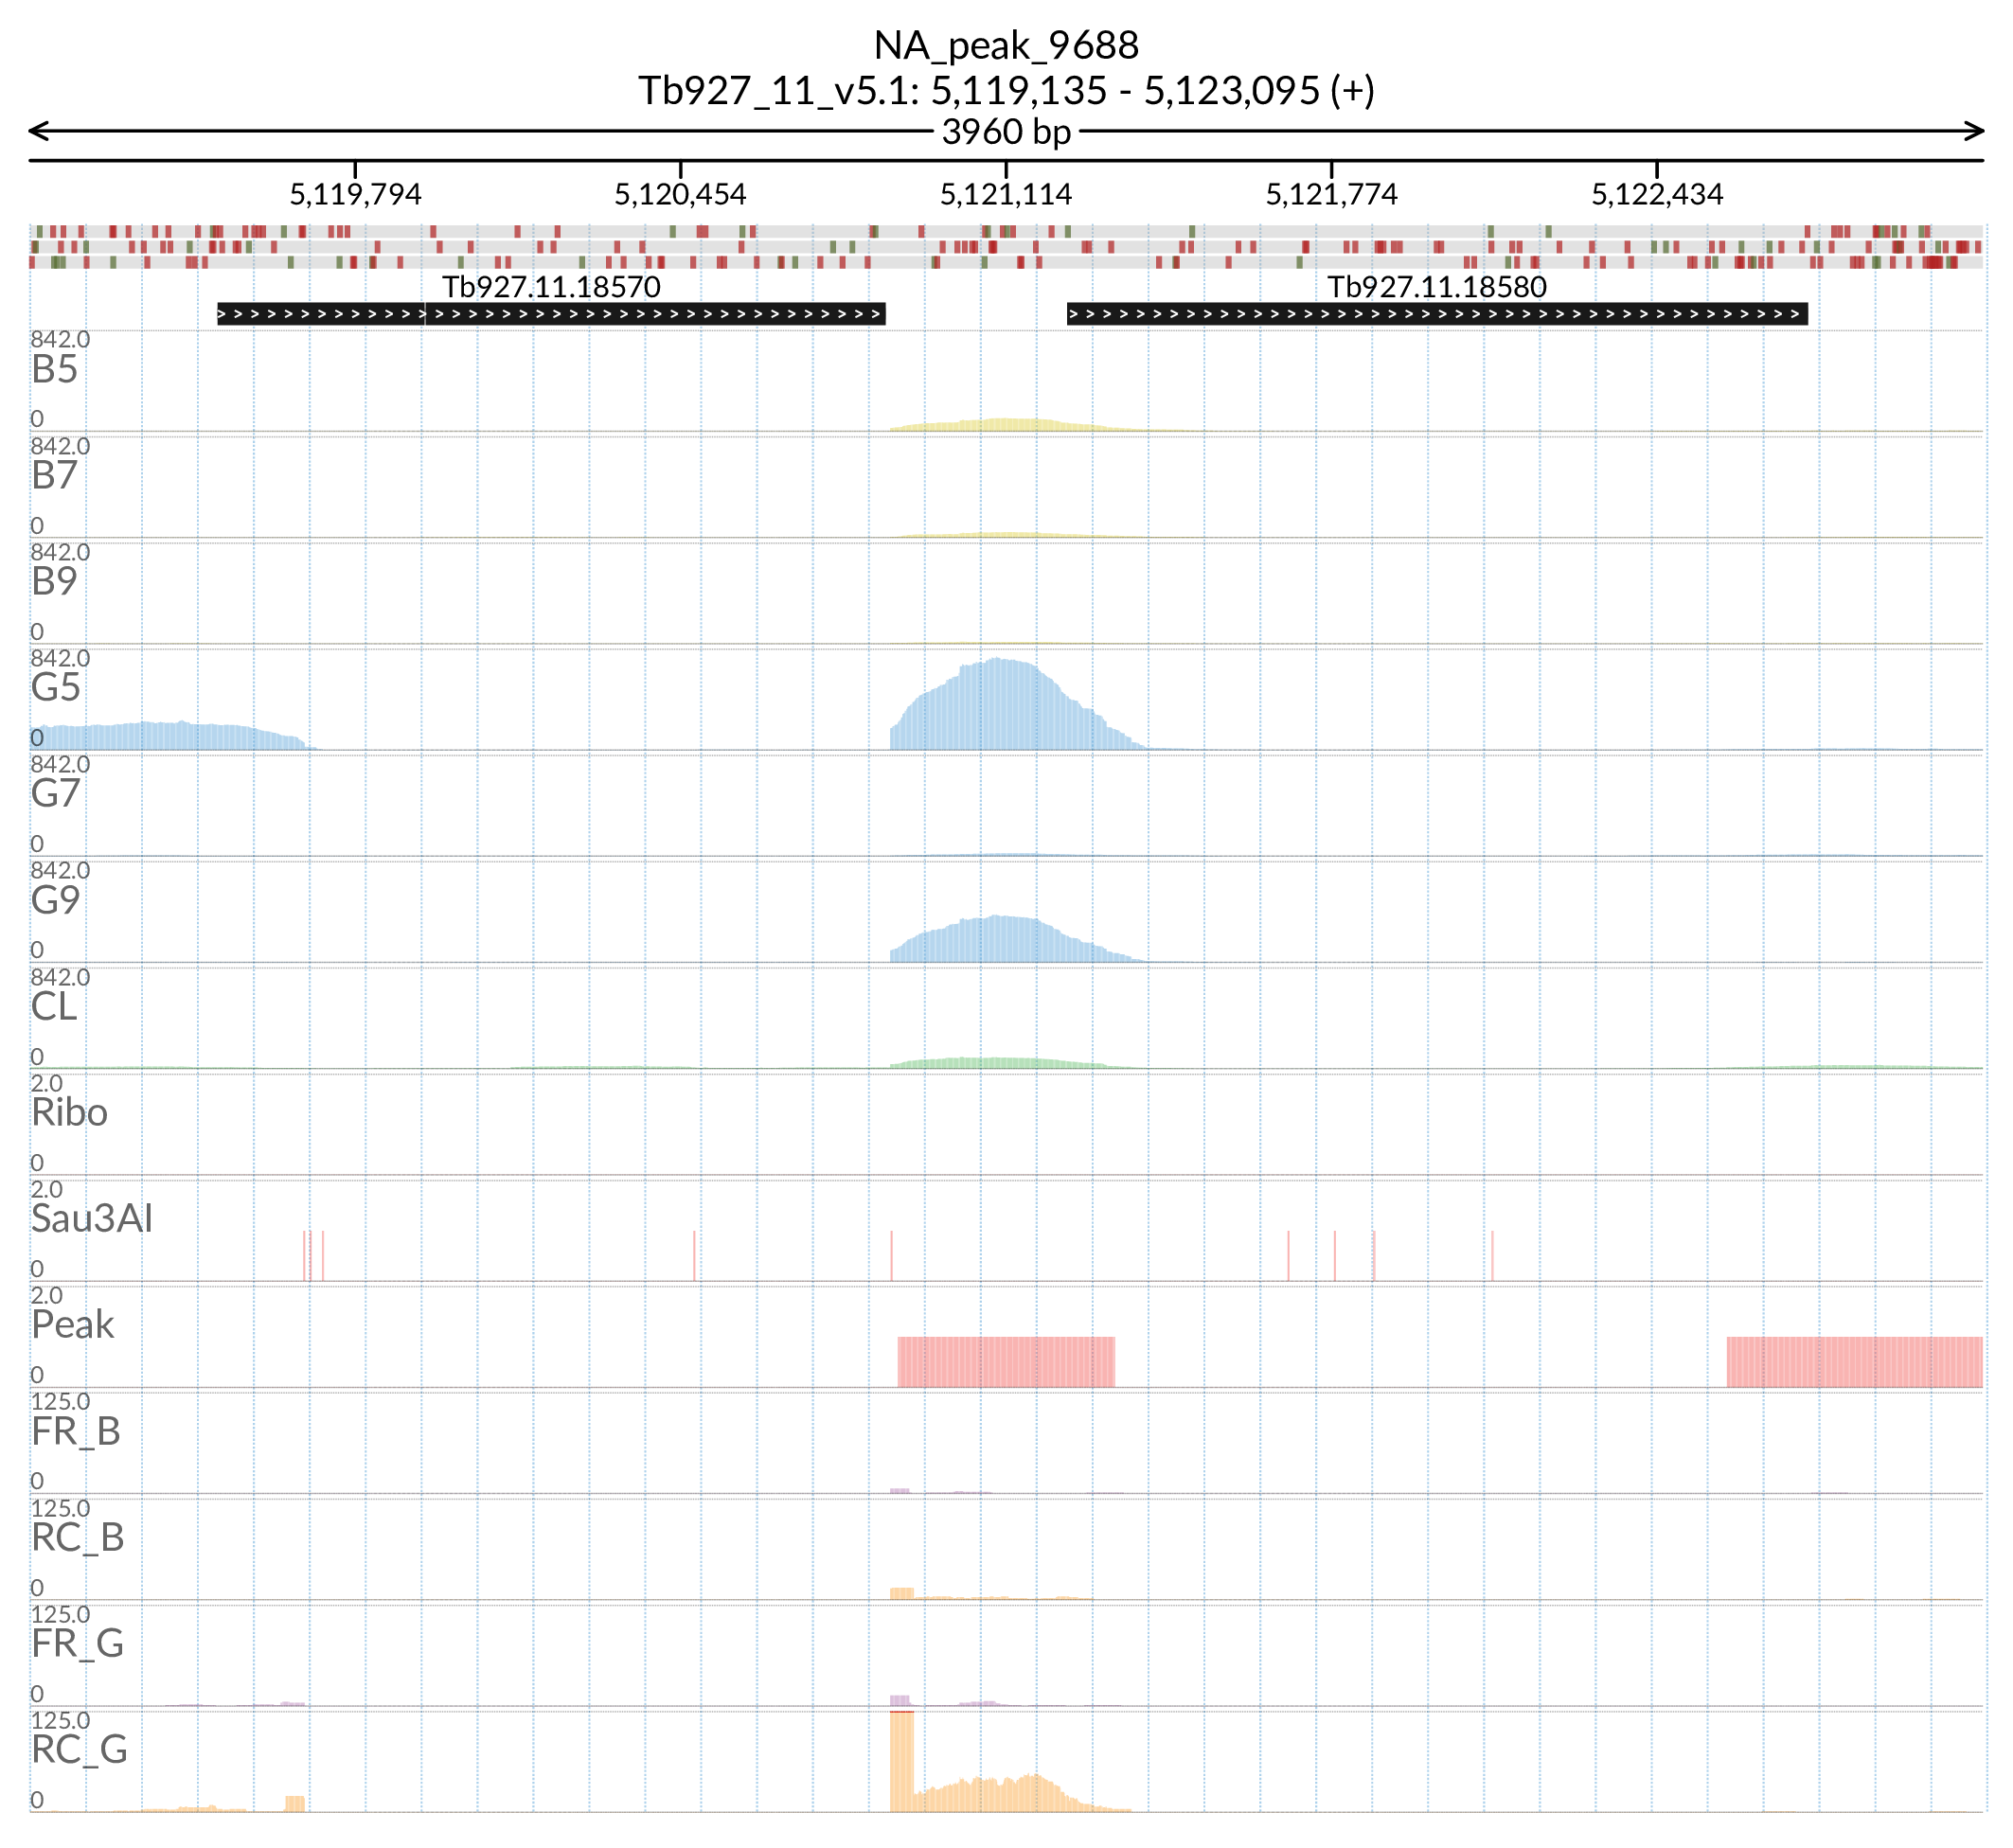 NA_peak_9688
Tb927_11_v5.1: 5,119,135 - 5,123,095 (+)
3960 bp
5,119,794 5,120,454 5,121,114 5,121,774 5,122,434
Tb927.11.18570 Tb927.11.18580
842.0
B5
0
842.0
B7
0
842.0
B9
0
842.0
G5
0
842.0
G7
0
842.0
G9
0
842.0
CL
0
2.0
Ribo
0
2.0
Sau3AI
0
2.0
Peak
0
125.0
FR_B
0
125.0
RC_B
0
125.0
FR_G
0
125.0
RC_G
0